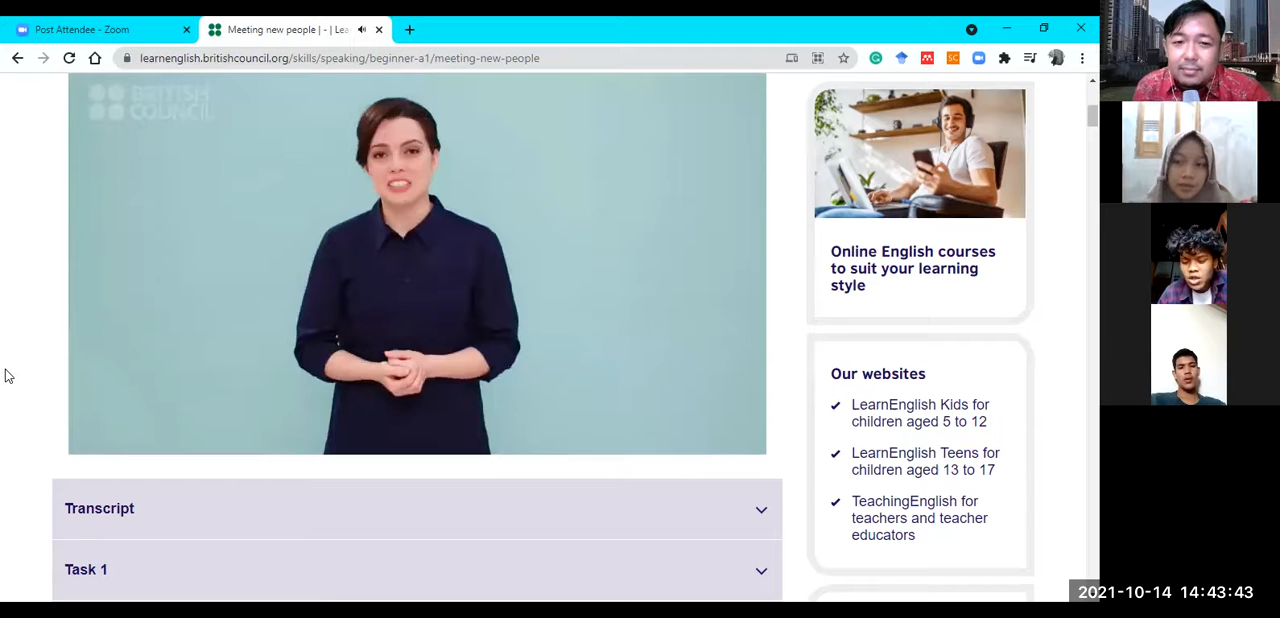 Post Attendee - Zoom
Meeting new people | - | Lea
learnenglish.britishcouncil.org/skills/speaking/beginner-a1/meeting-new-people
BRITISH
COUNCIL
Online English courses
to suit your learning
style
Our websites
LearnEnglish Kids for
children aged 5 to 12
LearnEnglish Teens for
children aged 13 to 17
TeachingEnglish for
teachers and teacher
educators
Transcript
Task 1
2021-10-14 14:43:43